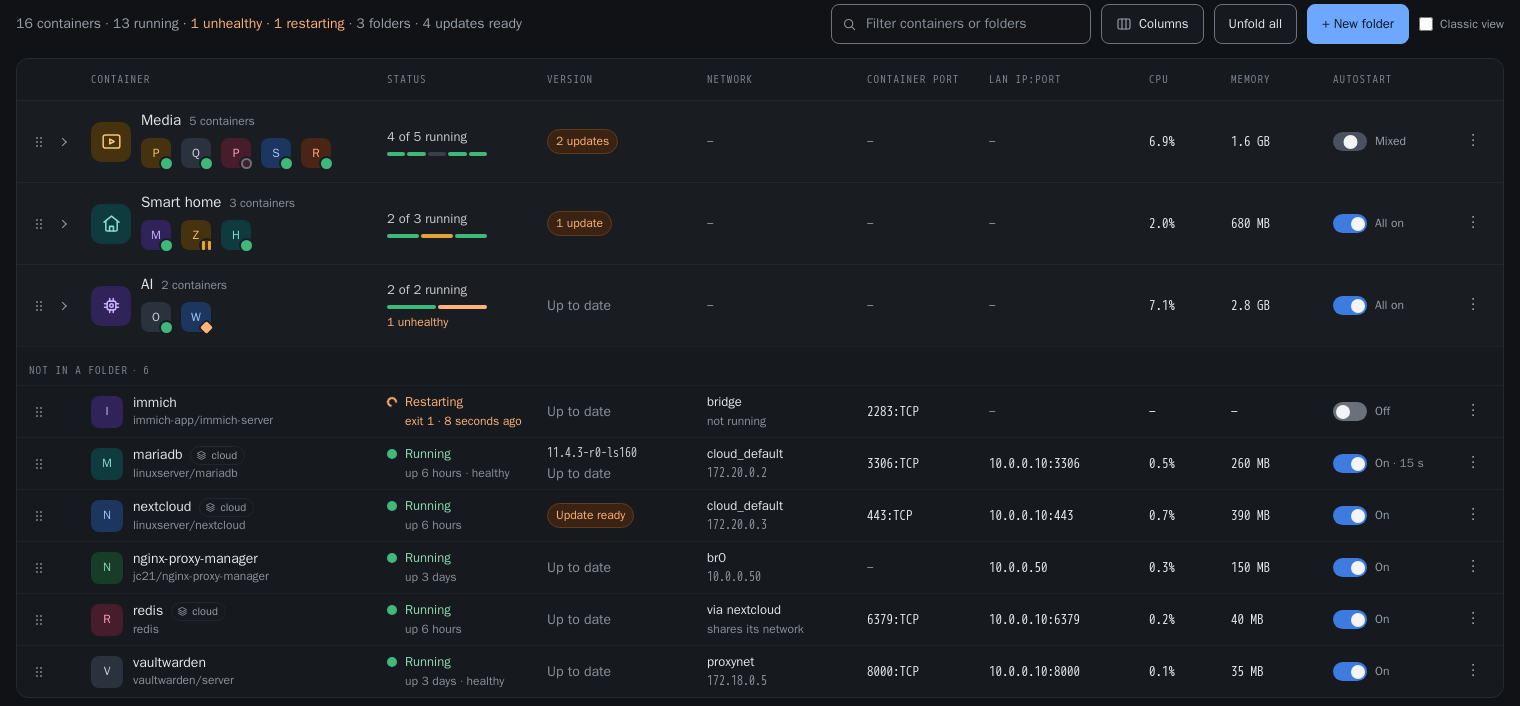 16 containers · 13 running · 1 unhealthy · 1 restarting · 3 folders · 4 updates ready
Filter containers or folders
Columns
Unfold all
+ New folder
Classic view
CONTAINER STATUS VERSION NETWORK CONTAINER PORT LAN IP:PORT CPU MEMORY AUTOSTART
Media 5 containers
P Q P S R
4 of 5 running
2 updates
– – –
6.9% 1.6 GB Mixed
Smart home 3 containers
M Z H
2 of 3 running
1 update
– – –
2.0% 680 MB All on
AI 2 containers
O W
2 of 2 running
1 unhealthy
Up to date
– – –
7.1% 2.8 GB All on
NOT IN A FOLDER · 6
I
immich
immich-app/immich-server
Restarting
exit 1 · 8 seconds ago
Up to date
bridge
not running
2283:TCP – – – Off
M
mariadb cloud
linuxserver/mariadb
Running
up 6 hours · healthy
11.4.3-r0-ls160
Up to date
cloud_default
172.20.0.2
3306:TCP 10.0.0.10:3306 0.5% 260 MB On · 15 s
N
nextcloud cloud
linuxserver/nextcloud
Running
up 6 hours
Update ready
cloud_default
172.20.0.3
443:TCP 10.0.0.10:443 0.7% 390 MB On
N
nginx-proxy-manager
jc21/nginx-proxy-manager
Running
up 3 days
Up to date
br0
10.0.0.50
– 10.0.0.50 0.3% 150 MB On
R
redis cloud
redis
Running
up 6 hours
Up to date
via nextcloud
shares its network
6379:TCP 10.0.0.10:6379 0.2% 40 MB On
V
vaultwarden
vaultwarden/server
Running
up 3 days · healthy
Up to date
proxynet
172.18.0.5
8000:TCP 10.0.0.10:8000 0.1% 35 MB On